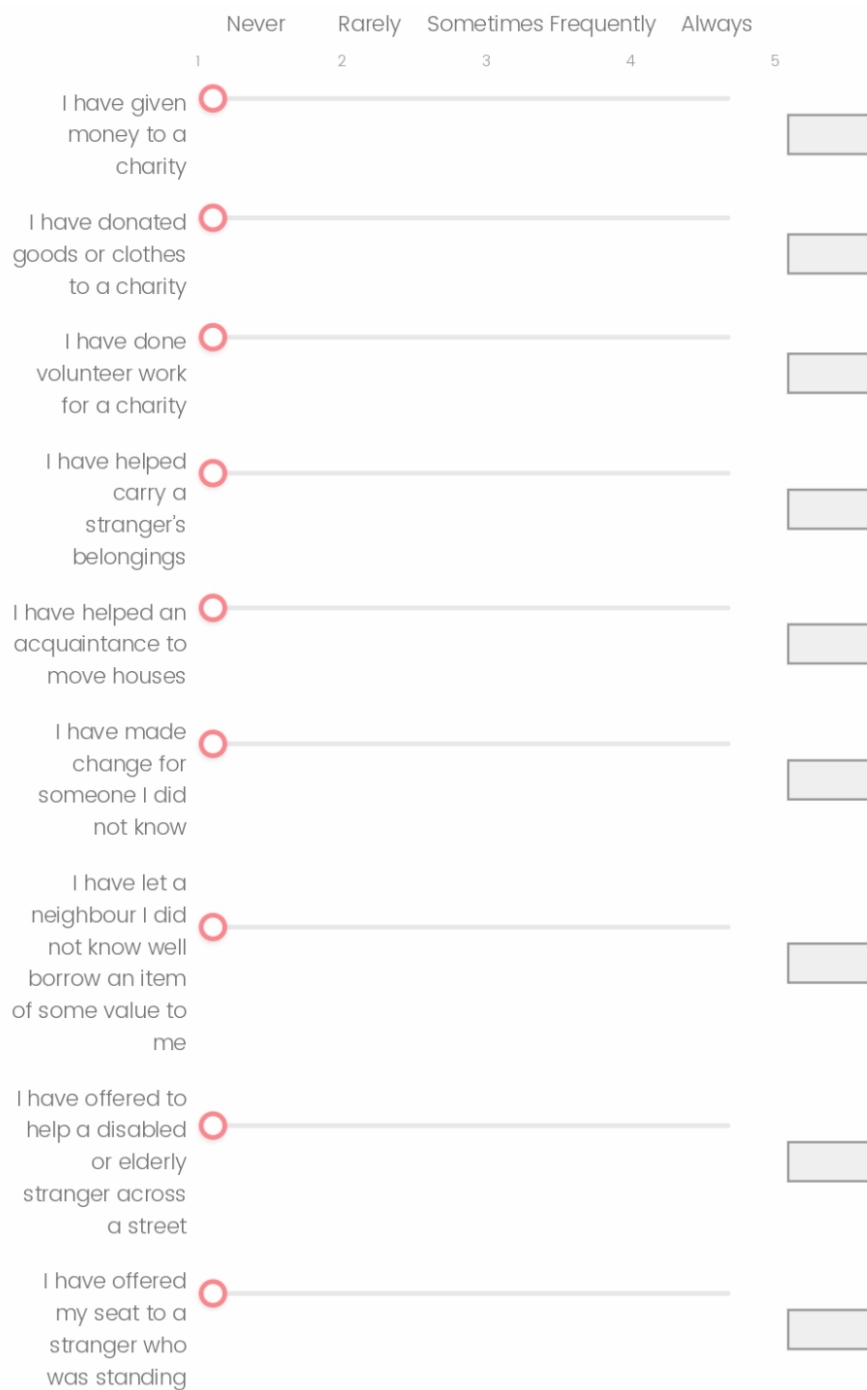 Never Rarely Sometimes Frequently Always
1 2 3 4 5
I have given
money to a
charity
I have donated
goods or clothes
to a charity
I have done
volunteer work
for a charity
I have helped
carry a
stranger's
belongings
I have helped an
acquaintance to
move houses
I have made
change for
someone I did
not know
I have let a
neighbour I did
not know well
borrow an item
of some value to
me
I have offered to
help a disabled
or elderly
stranger across
a street
I have offered
my seat to a
stranger who
was standing